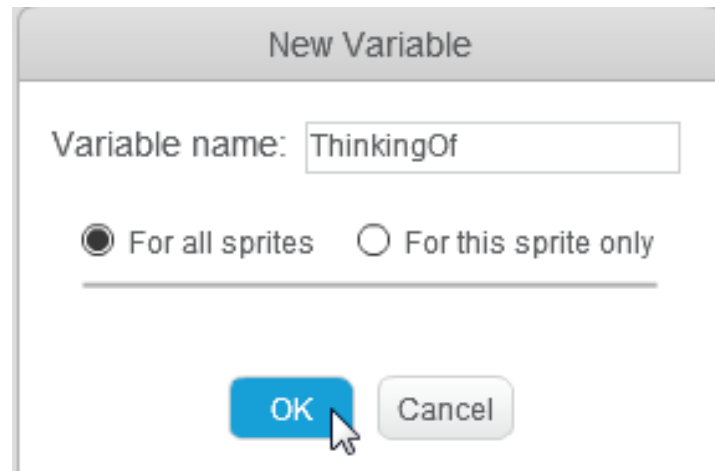 New Variable
Variable name: ThinkingOf
For all sprites For this sprite only
OK Cancel